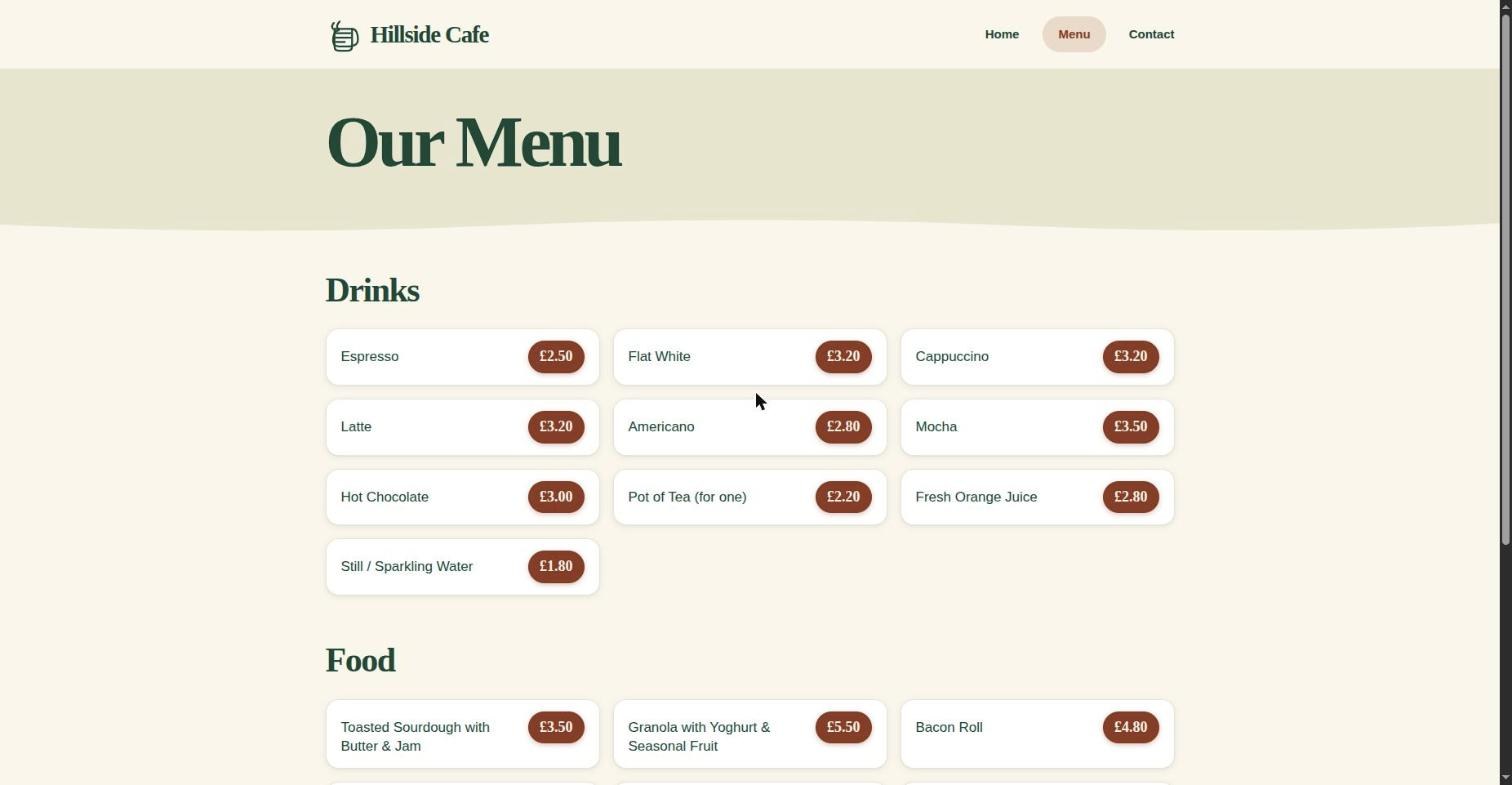 Hillside Cafe
Home
Menu
Contact
Our Menu
Drinks
Espresso
£2.50
Flat White
£3.20
Cappuccino
£3.20
Latte
£3.20
Americano
£2.80
Mocha
£3.50
Hot Chocolate
£3.00
Pot of Tea (for one)
£2.20
Fresh Orange Juice
£2.80
Still / Sparkling Water
£1.80
Food
Toasted Sourdough with
Butter & Jam
£3.50
Granola with Yoghurt &
Seasonal Fruit
£5.50
Bacon Roll
£4.80